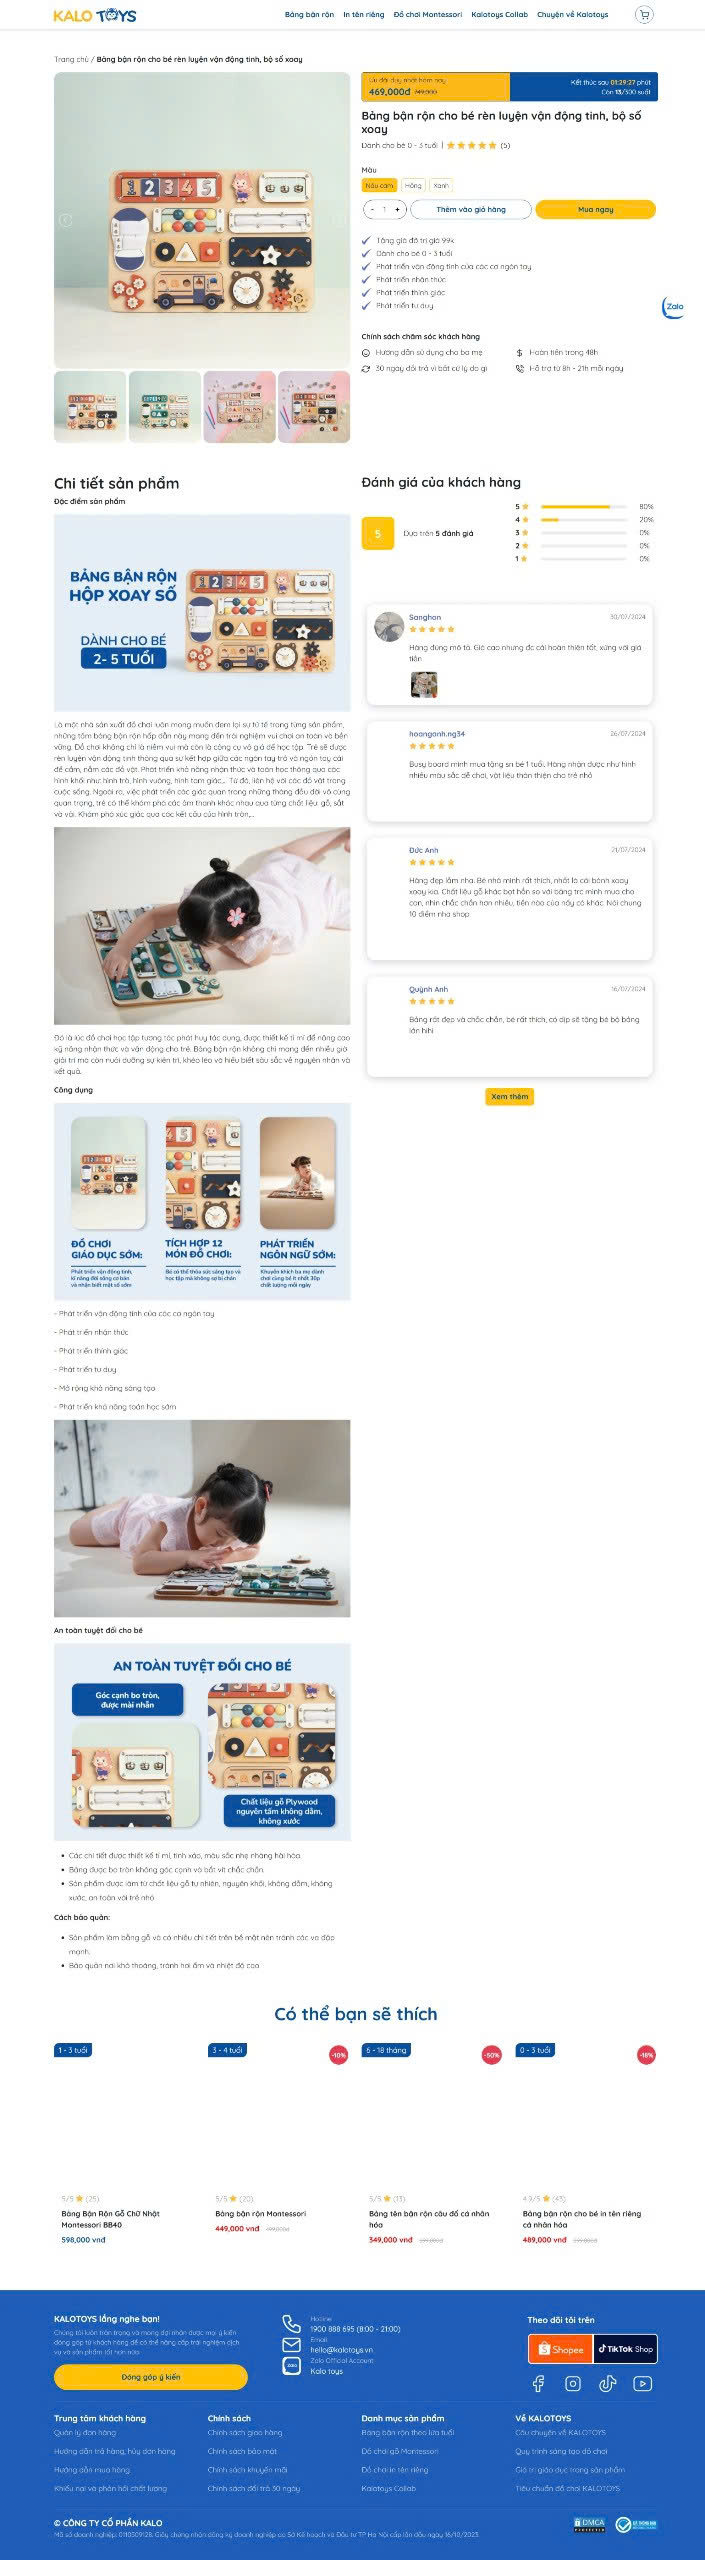 KALO TOYS
Bảng bận rộn In tên riêng Đồ chơi Montessori Kalotoys Collab Chuyện về Kalotoys
Trang chủ / Bảng bận rộn cho bé rèn luyện vận động tinh, bộ số xoay
Ưu đãi duy nhất hôm nay
469,000đ 749,000
Kết thúc sau 01:29:27 phút
Còn 13/300 suất
Bảng bận rộn cho bé rèn luyện vận động tinh, bộ số
xoay
Dành cho bé 0 - 3 tuổi | (5)
Màu
Nâu cam Hồng Xanh
- 1 + Thêm vào giỏ hàng Mua ngay
Tặng giá đỡ trị giá 99k
Dành cho bé 0 - 3 tuổi
Phát triển vận động tinh của các cơ ngón tay
Phát triển nhận thức
Phát triển thính giác
Phát triển tư duy
Zalo
Chính sách chăm sóc khách hàng
Hướng dẫn sử dụng cho ba mẹ Hoàn tiền trong 48h
30 ngày đổi trả vì bất cứ lý do gì Hỗ trợ từ 8h - 21h mỗi ngày
Chi tiết sản phẩm
Đặc điểm sản phẩm
BẢNG BẬN RỘN
HỘP XOAY SỐ
DÀNH CHO BÉ
2- 5 TUỔI
1 2 3 4 5
Là một nhà sản xuất đồ chơi luôn mong muốn đem lại sự tử tế trong từng sản phẩm,
những tấm bảng bận rộn hấp dẫn này mang đến trải nghiệm vui chơi an toàn và bền
vững. Đồ chơi không chỉ là niềm vui mà còn là công cụ vô giá để học tập. Trẻ sẽ được
rèn luyện vận động tinh thông qua sự kết hợp giữa các ngón tay trỏ và ngón tay cái
để cầm, nắm các đồ vật. Phát triển khả năng nhận thức và toán học thông qua các
hình khối như hình trò, hình vuông, hình tam giác,... Từ đó, liên hệ với các đồ vật trong
cuộc sống. Ngoài ra, việc phát triển các giác quan trong những tháng đầu đời vô cùng
quan trọng, trẻ có thể khám phá các âm thanh khác nhau của từng chất liệu: gỗ, sắt
và vải. Khám phá xúc giác qua các kết cấu của hình tròn,...
Đó là lúc đồ chơi học tập tương tác phát huy tác dụng, được thiết kế tỉ mỉ để nâng cao
kỹ năng nhận thức và vận động cho trẻ. Bảng bận rộn không chỉ mang đến nhiều giờ
giải trí mà còn nuôi dưỡng sự kiên trì, khéo léo và hiểu biết sâu sắc về nguyên nhân và
kết quả.
Công dụng
ĐỒ CHƠI
GIÁO DỤC SỚM:
Phát triển vận động tinh,
kĩ năng đời sống cơ bản
và nhận biết mặt số sớm
TÍCH HỢP 12
MÓN ĐỒ CHƠI:
Bé có thể thỏa sức sáng tạo và
học tập mà không sợ bị chán
PHÁT TRIỂN
NGÔN NGỮ SỚM:
Khuyến khích ba mẹ dành
chơi cùng bé ít nhất 30p
chất lượng mỗi ngày
- Phát triển vận động tinh của các cơ ngón tay
- Phát triển nhận thức
- Phát triển thính giác
- Phát triển tư duy
- Mở rộng khả năng sáng tạo
- Phát triển khả năng toán học sớm
An toàn tuyệt đối cho bé
AN TOÀN TUYỆT ĐỐI CHO BÉ
Góc cạnh bo tròn,
được mài nhẵn
Chất liệu gỗ Plywood
nguyên tấm không dằm,
không xước
Các chi tiết được thiết kế tỉ mỉ, tinh xảo, màu sắc nhẹ nhàng hài hòa.
Bảng được bo tròn không góc cạnh và bắt vít chắc chắn.
Sản phẩm được làm từ chất liệu gỗ tự nhiên, nguyên khối, không dằm, không
xước, an toàn với trẻ nhỏ
Cách bảo quản:
Sản phẩm làm bằng gỗ và có nhiều chi tiết trên bề mặt nên tránh các va đập
mạnh.
Bảo quản nơi khô thoáng, tránh hơi ẩm và nhiệt độ cao
Đánh giá của khách hàng
5
Dựa trên 5 đánh giá
5 80%
4 20%
3 0%
2 0%
1 0%
Sanghon 30/07/2024
Hàng đúng mô tả. Giá cao nhưng đc cái hoàn thiện tốt, xứng với giá
tiền
hoanganh.ng34 26/07/2024
Busy board mình mua tặng sn bé 1 tuổi. Hàng nhận được như hình
nhiều màu sắc dễ chơi, vật liệu thân thiện cho trẻ nhỏ
Đức Anh 21/07/2024
Hàng đẹp lắm nha. Bé nhà mình rất thích, nhất là cái bánh xoay
xoay kia. Chất liệu gỗ khác bọt hẳn so với bảng trc mình mua cho
con, nhìn chắc chắn hơn nhiều, tiền nào của nấy có khác. Nói chung
10 điểm nha shop
Quỳnh Anh 16/07/2024
Bảng rất đẹp và chắc chắn, bé rất thích, có dịp sẽ tặng bé bộ bảng
lớn hihi
Xem thêm
Có thể bạn sẽ thích
1 - 3 tuổi
5/5 (25)
Bảng Bận Rộn Gỗ Chữ Nhật
Montessori BB40
598,000 vnđ
3 - 4 tuổi -10%
5/5 (20)
Bảng bận rộn Montessori
449,000 vnđ
6 - 18 tháng -50%
5/5 (13)
Bảng tên bận rộn câu đố cá nhân
hóa
349,000 vnđ
0 - 3 tuổi -18%
4.9/5 (43)
Bảng bận rộn cho bé in tên riêng
cá nhân hóa
489,000 vnđ
KALOTOYS lắng nghe bạn!
Chúng tôi luôn trân trọng và mong đợi nhận được mọi ý kiến
đóng góp từ khách hàng để có thể nâng cấp trải nghiệm dịch
vụ và sản phẩm tốt hơn nữa.
Đóng góp ý kiến
Hotline
1900 888 695 (8:00 - 21:00)
Email
hello@kalotoys.vn
Zalo Official Account
Kalo toys
Theo dõi tôi trên
Shopee TikTok Shop
Trung tâm khách hàng
Quản lý đơn hàng
Hướng dẫn trả hàng, hủy đơn hàng
Hướng dẫn mua hàng
Khiếu nại và phản hồi chất lượng
Chính sách
Chính sách giao hàng
Chính sách bảo mật
Chính sách khuyến mãi
Chính sách đổi trả 30 ngày
Danh mục sản phẩm
Bảng bận rộn theo lứa tuổi
Đồ chơi gỗ Montessori
Đồ chơi in tên riêng
Kalotoys Collab
Về KALOTOYS
Câu chuyện về KALOTOYS
Quy trình sáng tạo đồ chơi
Giá trị giáo dục trong sản phẩm
Tiêu chuẩn đồ chơi KALOTOYS
© CÔNG TY CỔ PHẦN KALO
Mã số doanh nghiệp: 0110509128. Giấy chứng nhận đăng ký doanh nghiệp do Sở Kế hoạch và Đầu tư TP Hà Nội cấp lần đầu ngày 16/10/2023.
DMCA
PROTECTED